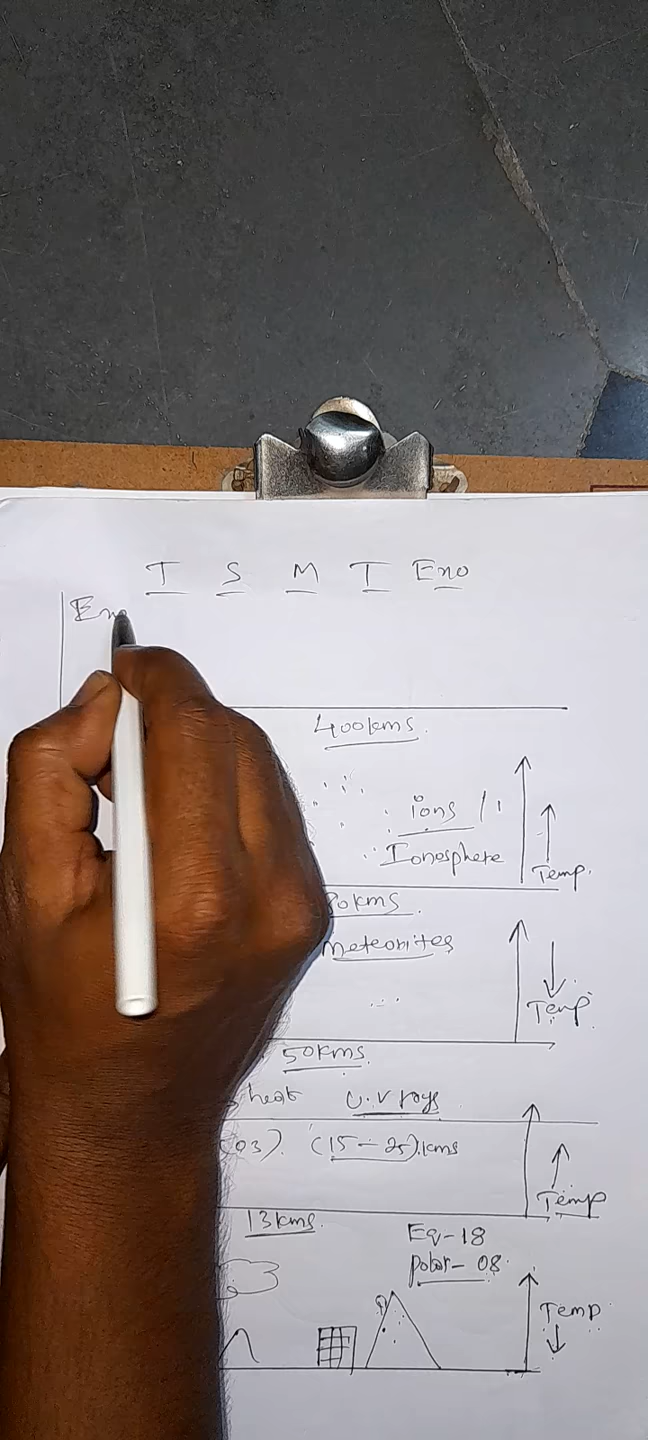 T S M T Exo
Exo
400kms.
ions
Ionosphere
Temp.
80kms.
meteorites
Temp.
50kms.
heat U.V rays
(O3). (15-25).kms
Temp
13kms.
Eq-18
polar-08.
Temp